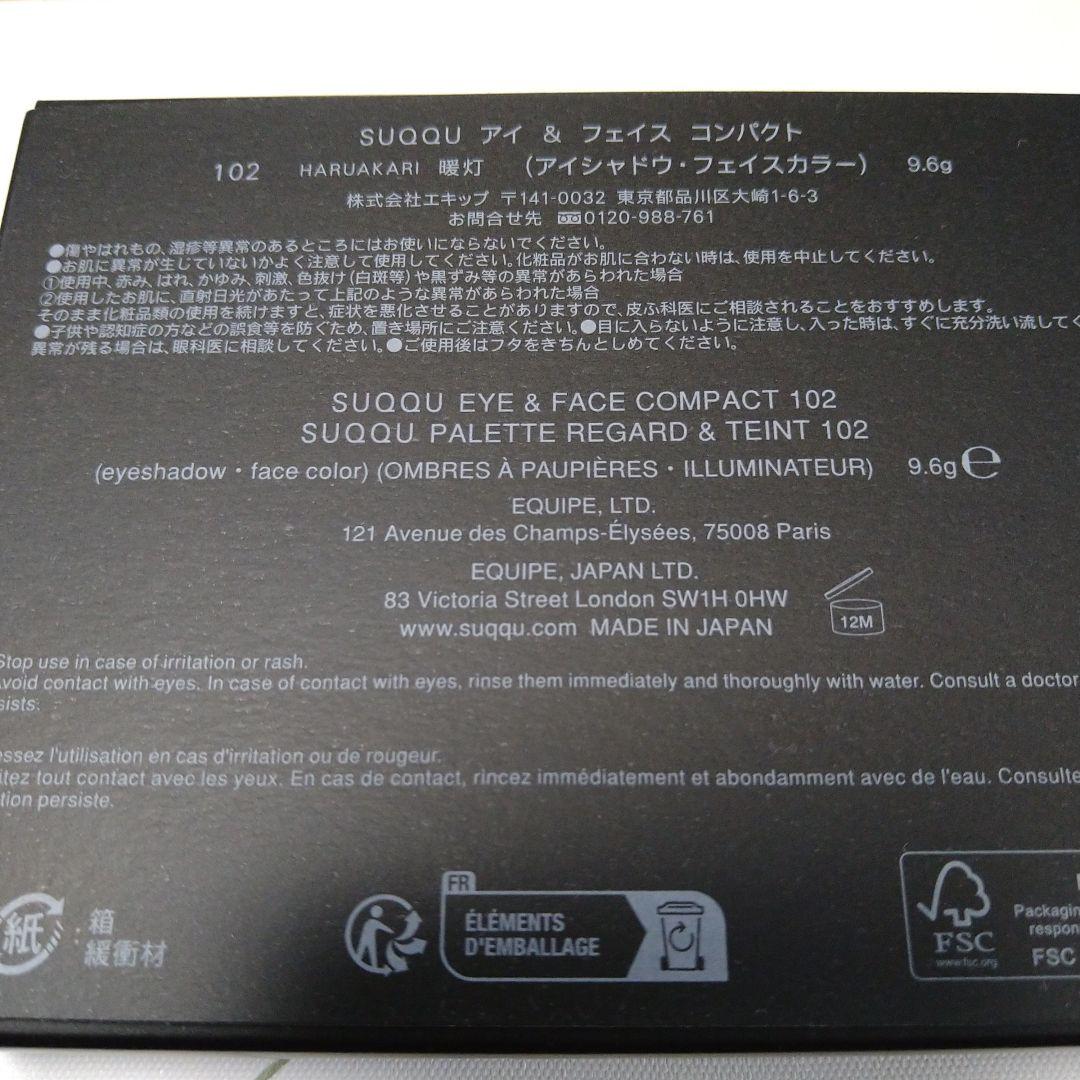 SUQQU アイ & フェイス コンパクト
102 HARUAKARI 暖灯 (アイシャドウ・フェイスカラー) 9.6g
株式会社エキップ 〒141-0032 東京都品川区大崎1-6-3
お問合せ先 0120-988-761
●傷やはれもの、湿疹等異常のあるところにはお使いにならないでください。
●お肌に異常が生じていないかよく注意して使用してください。化粧品がお肌に合わない時は、使用を中止してください。
①使用中、赤み、はれ、かゆみ、刺激、色抜け(白斑等)や黒ずみ等の異常があらわれた場合
②使用したお肌に、直射日光があたって上記のような異常があらわれた場合
そのまま化粧品類の使用を続けますと、症状を悪化させることがありますので、皮ふ科医にご相談されることをおすすめします。
●子供や認知症の方などの誤食等を防ぐため、置き場所にご注意ください。●目に入らないように注意し、入った時は、すぐに充分洗い流してく
異常が残る場合は、眼科医に相談してください。●ご使用後はフタをきちんとしめてください。
SUQQU EYE & FACE COMPACT 102
SUQQU PALETTE REGARD & TEINT 102
(eyeshadow・face color) (OMBRES À PAUPIÈRES・ILLUMINATEUR) 9.6g ℮
EQUIPE, LTD.
121 Avenue des Champs-Élysées, 75008 Paris
EQUIPE, JAPAN LTD.
83 Victoria Street London SW1H 0HW
www.suqqu.com MADE IN JAPAN
12M
Stop use in case of irritation or rash.
Avoid contact with eyes. In case of contact with eyes, rinse them immediately and thoroughly with water. Consult a doctor
sists.
essez l'utilisation en cas d'irritation ou de rougeur.
itez tout contact avec les yeux. En cas de contact, rincez immédiatement et abondamment avec de l'eau. Consulte
tion persiste.
紙 箱
緩衝材
FR
ÉLÉMENTS
D'EMBALLAGE
FSC
www.fsc.org
Packagin
respon
FSC